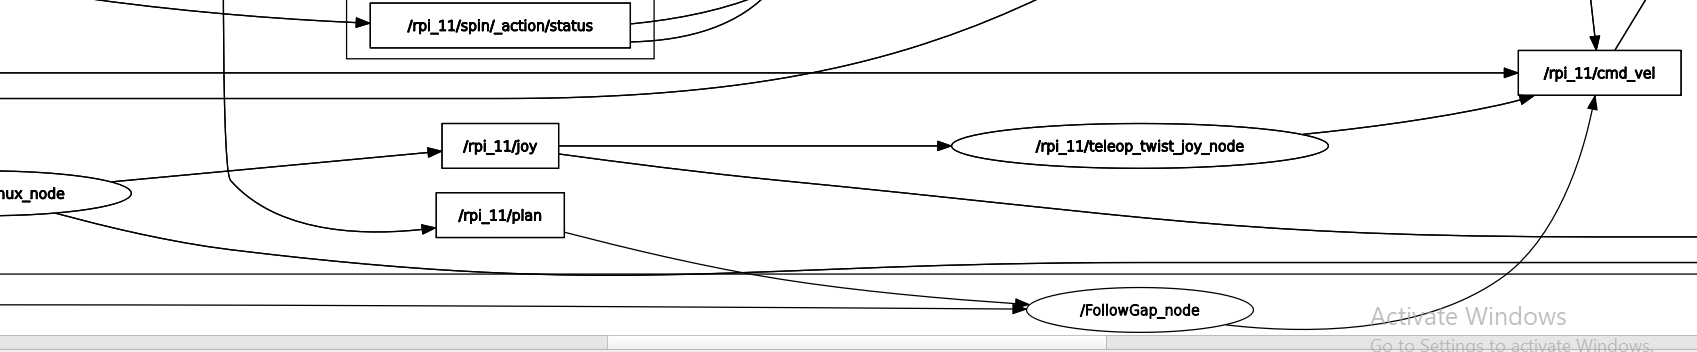 /rpi_11/spin/_action/status
/rpi_11/cmd_vel
/rpi_11/joy
/rpi_11/teleop_twist_joy_node
nux_node
/rpi_11/plan
/FollowGap_node
Activate Windows
Go to Settings to activate Windows.